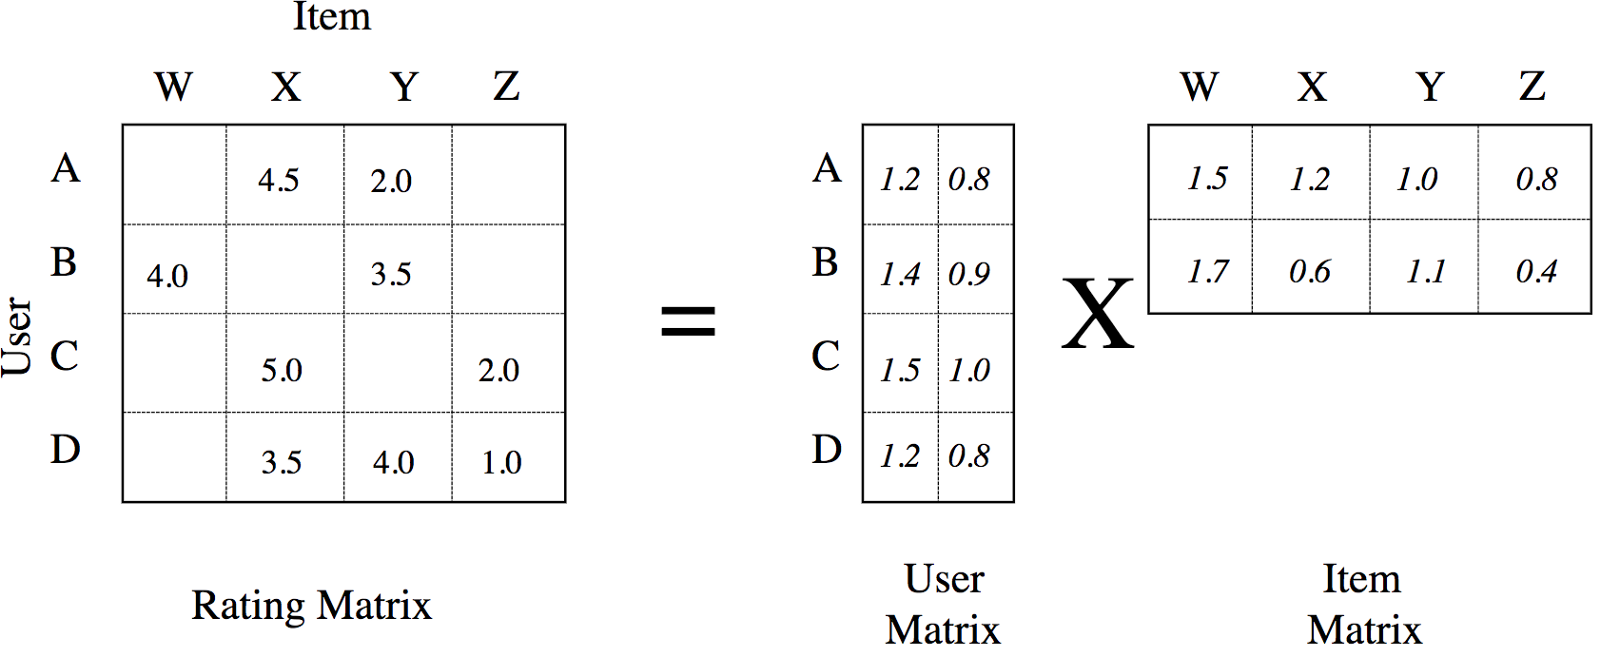 Item
W X Y Z
A 4.5 2.0
B 4.0 3.5
C 5.0 2.0
D 3.5 4.0 1.0
User
Rating Matrix
=
A 1.2 0.8
B 1.4 0.9
C 1.5 1.0
D 1.2 0.8
User
Matrix
X
W X Y Z
1.5 1.2 1.0 0.8
1.7 0.6 1.1 0.4
Item
Matrix